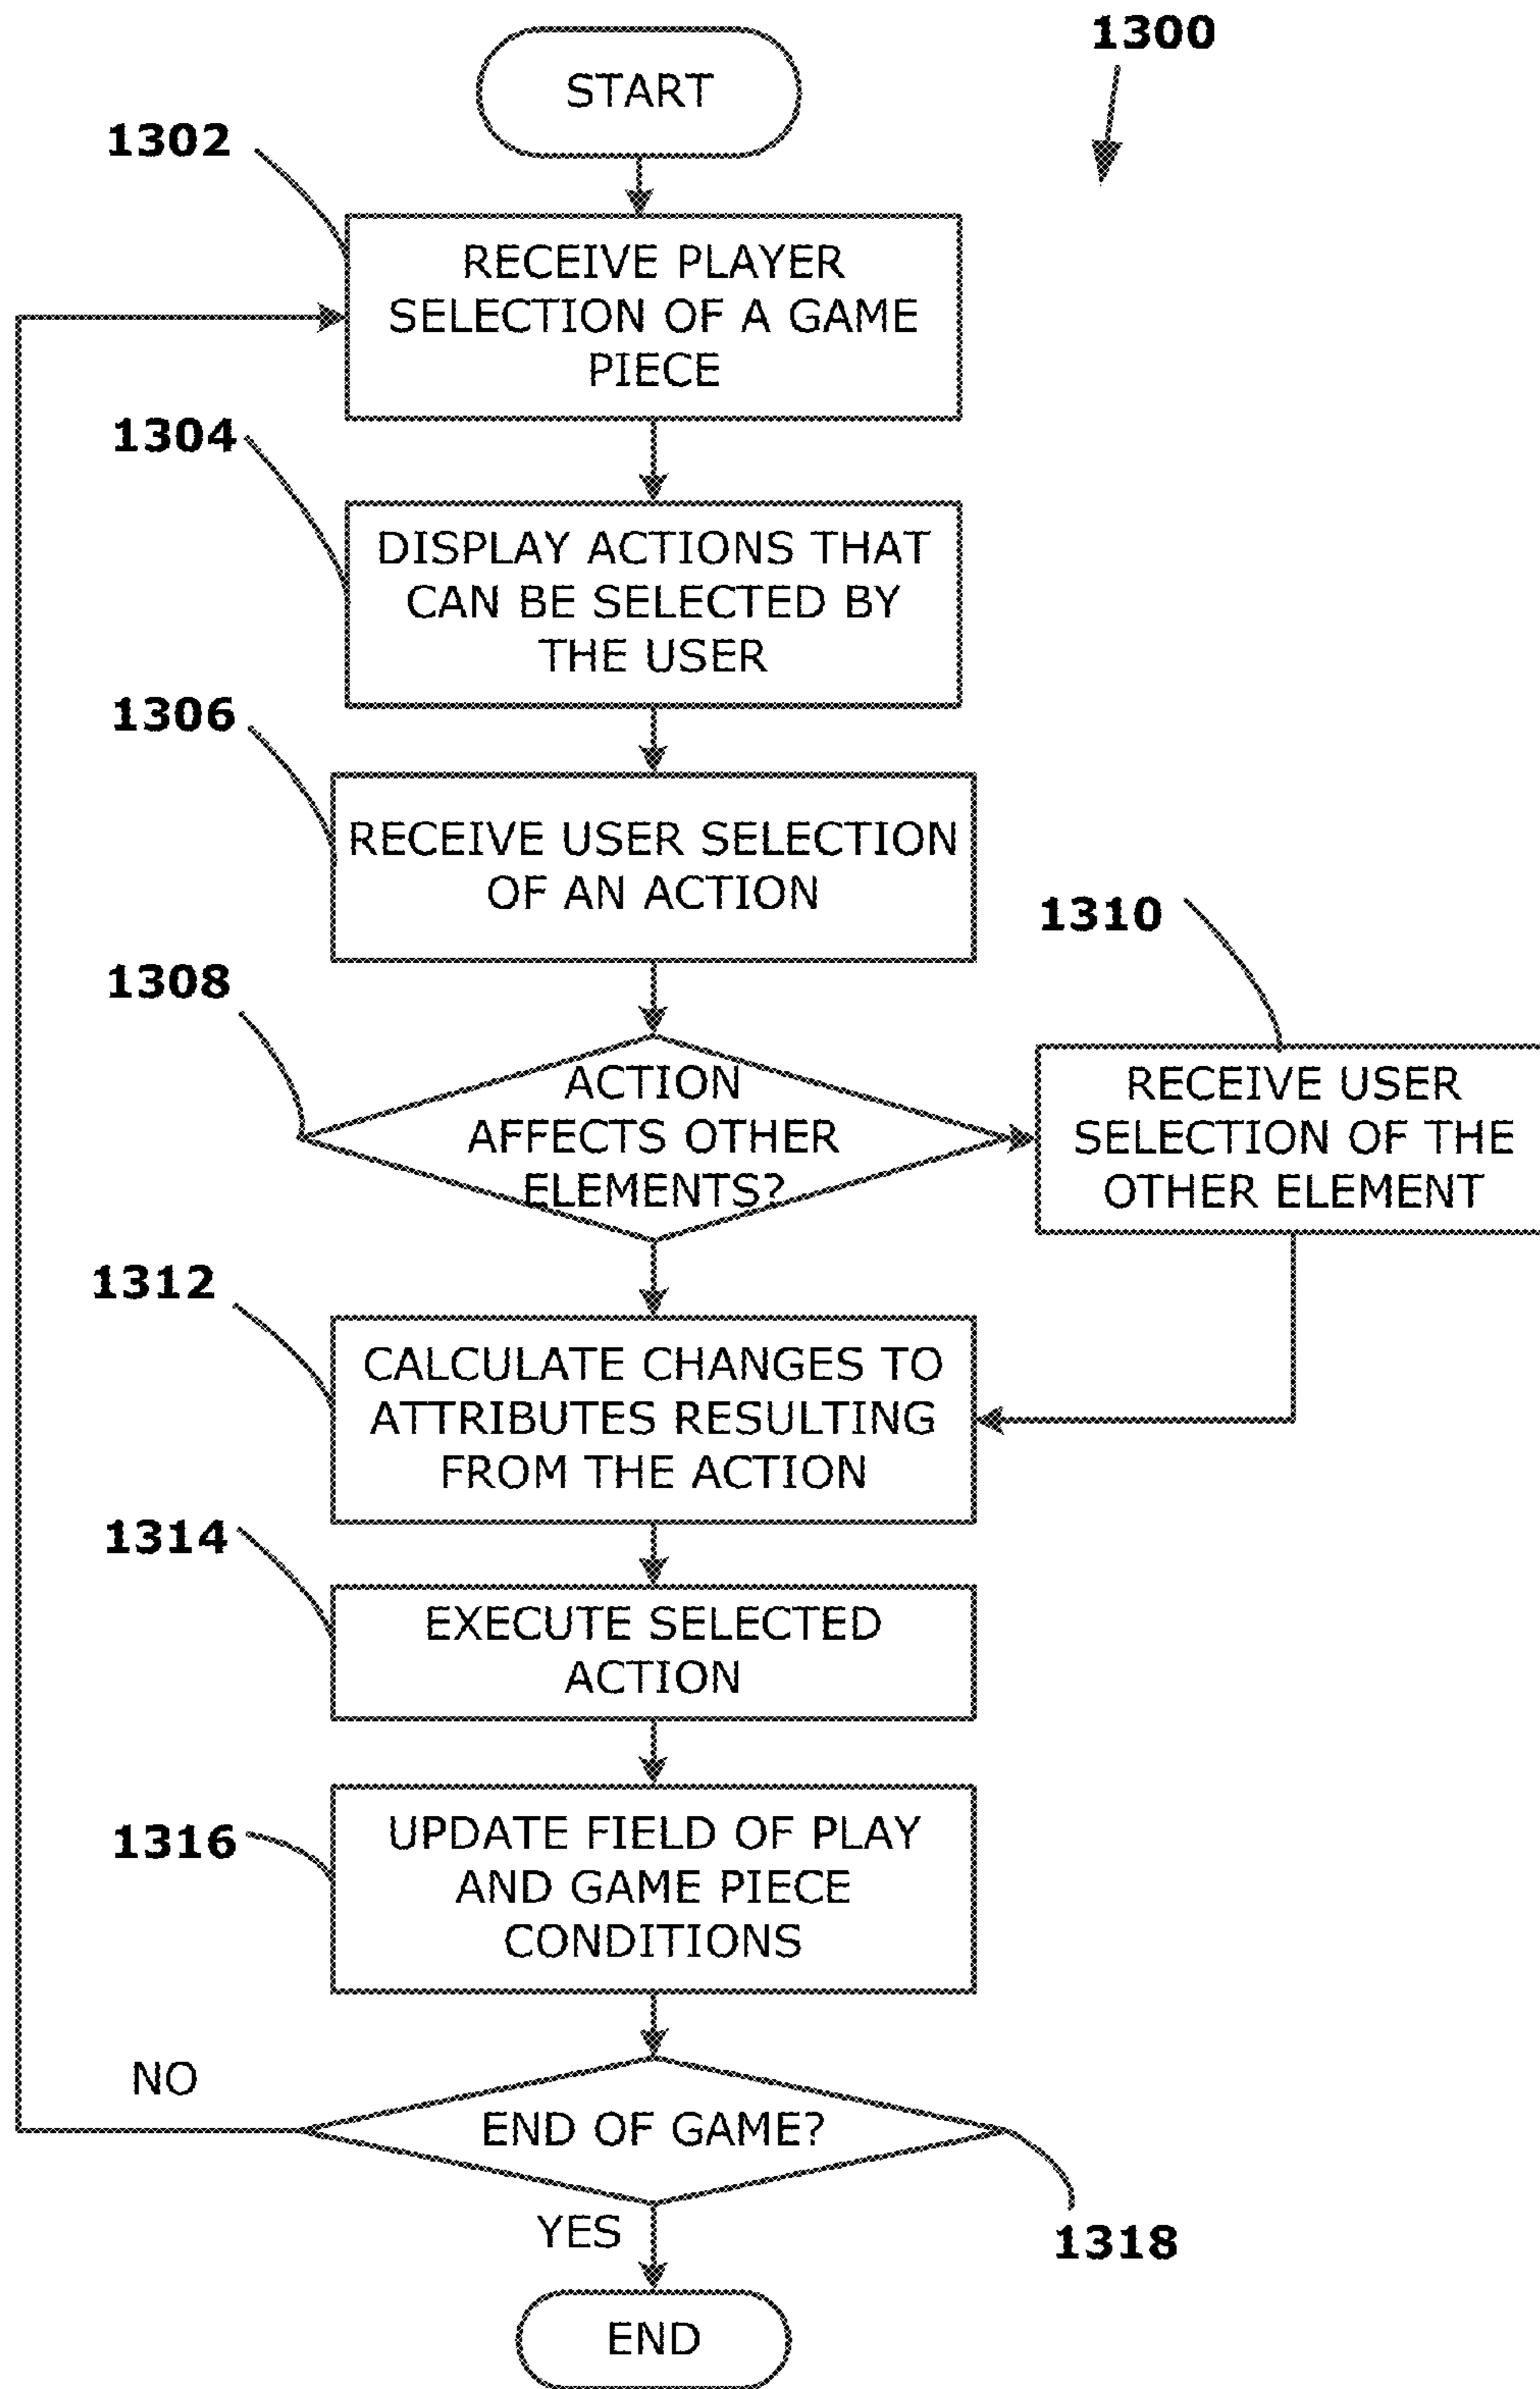 1300
START
1302
RECEIVE PLAYER
SELECTION OF A GAME
PIECE
1304
DISPLAY ACTIONS THAT
CAN BE SELECTED BY
THE USER
1306
RECEIVE USER SELECTION
OF AN ACTION
1308
ACTION
AFFECTS OTHER
ELEMENTS?
1310
RECEIVE USER
SELECTION OF THE
OTHER ELEMENT
1312
CALCULATE CHANGES TO
ATTRIBUTES RESULTING
FROM THE ACTION
1314
EXECUTE SELECTED
ACTION
1316
UPDATE FIELD OF PLAY
AND GAME PIECE
CONDITIONS
NO
END OF GAME?
YES
1318
END